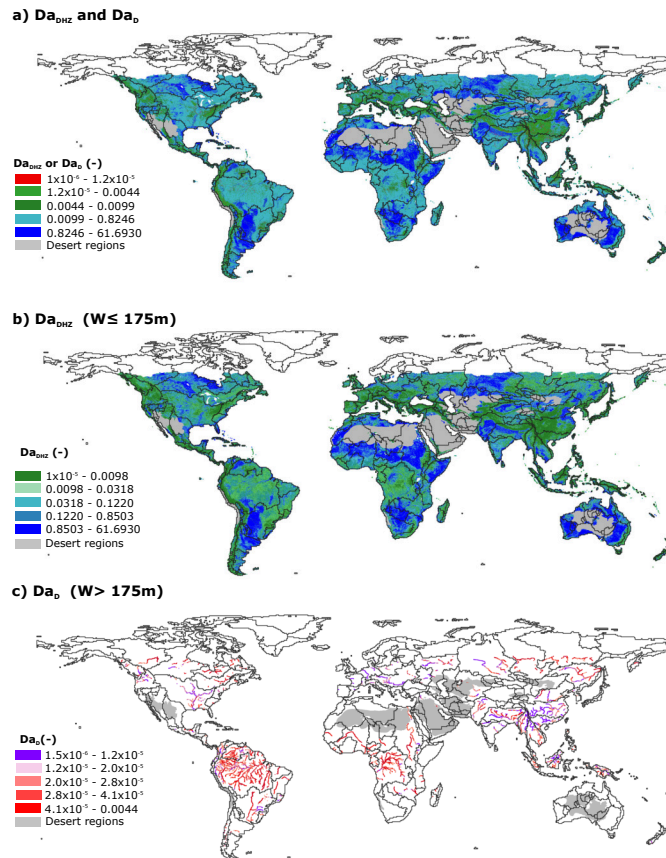 a) Da_DHZ and Da_D
Da_DHZ or Da_D (-)
1x10⁻⁶ - 1.2x10⁻⁵
1.2x10⁻⁵ - 0.0044
0.0044 - 0.0099
0.0099 - 0.8246
0.8246 - 61.6930
Desert regions
b) Da_DHZ (W≤ 175m)
Da_DHZ (-)
1x10⁻⁵ - 0.0098
0.0098 - 0.0318
0.0318 - 0.1220
0.1220 - 0.8503
0.8503 - 61.6930
Desert regions
c) Da_D (W> 175m)
Da_D(-)
1.5x10⁻⁶ - 1.2x10⁻⁵
1.2x10⁻⁵ - 2.0x10⁻⁵
2.0x10⁻⁵ - 2.8x10⁻⁵
2.8x10⁻⁵ - 4.1x10⁻⁵
4.1x10⁻⁵ - 0.0044
Desert regions